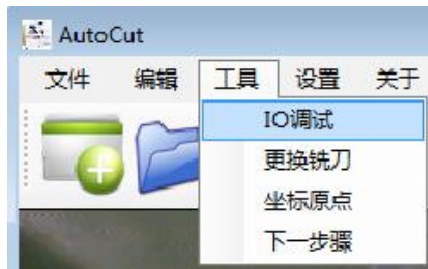 AutoCut
文件 编辑 工具 设置 关于
IO调试
更换铣刀
坐标原点
下一步骤